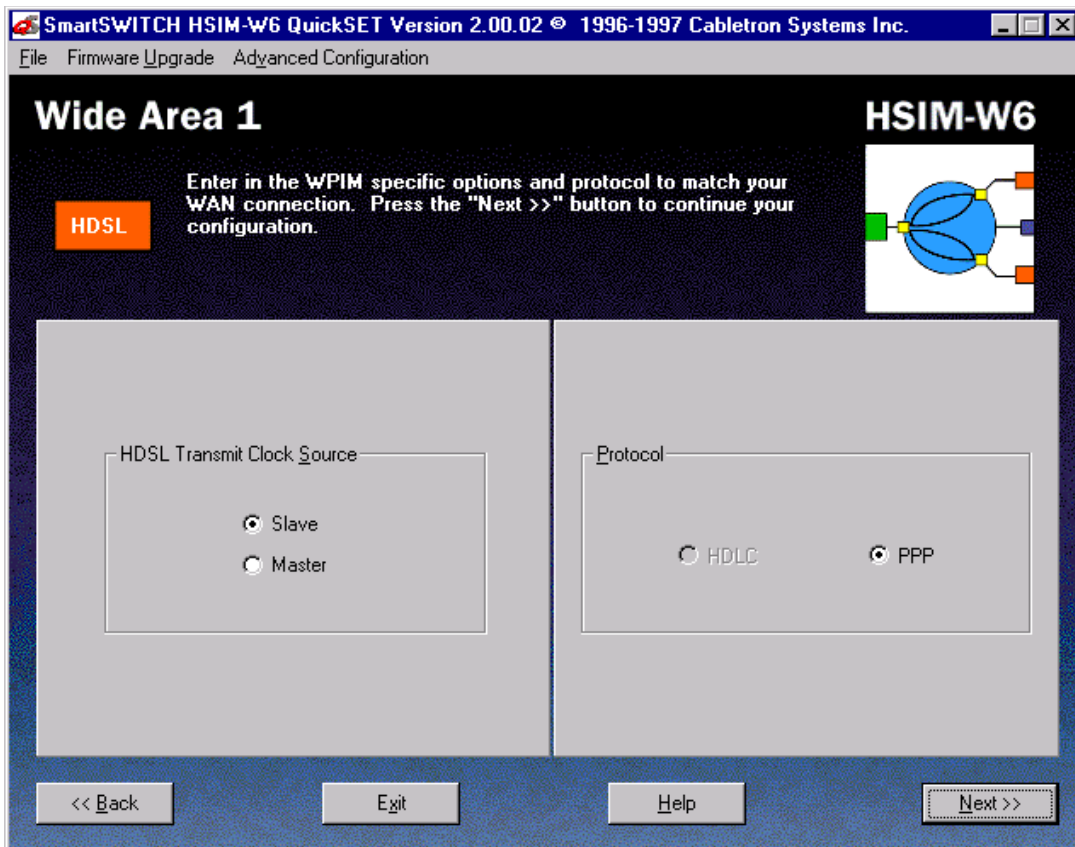 SmartSWITCH HSIM-W6 QuickSET Version 2.00.02 © 1996-1997 Cabletron Systems Inc.
File Firmware Upgrade Advanced Configuration
Wide Area 1
HSIM-W6
HDSL
Enter in the WPIM specific options and protocol to match your
WAN connection. Press the "Next >>" button to continue your
configuration.
HDSL Transmit Clock Source
Slave
Master
Protocol
HDLC
PPP
<< Back
Exit
Help
Next >>